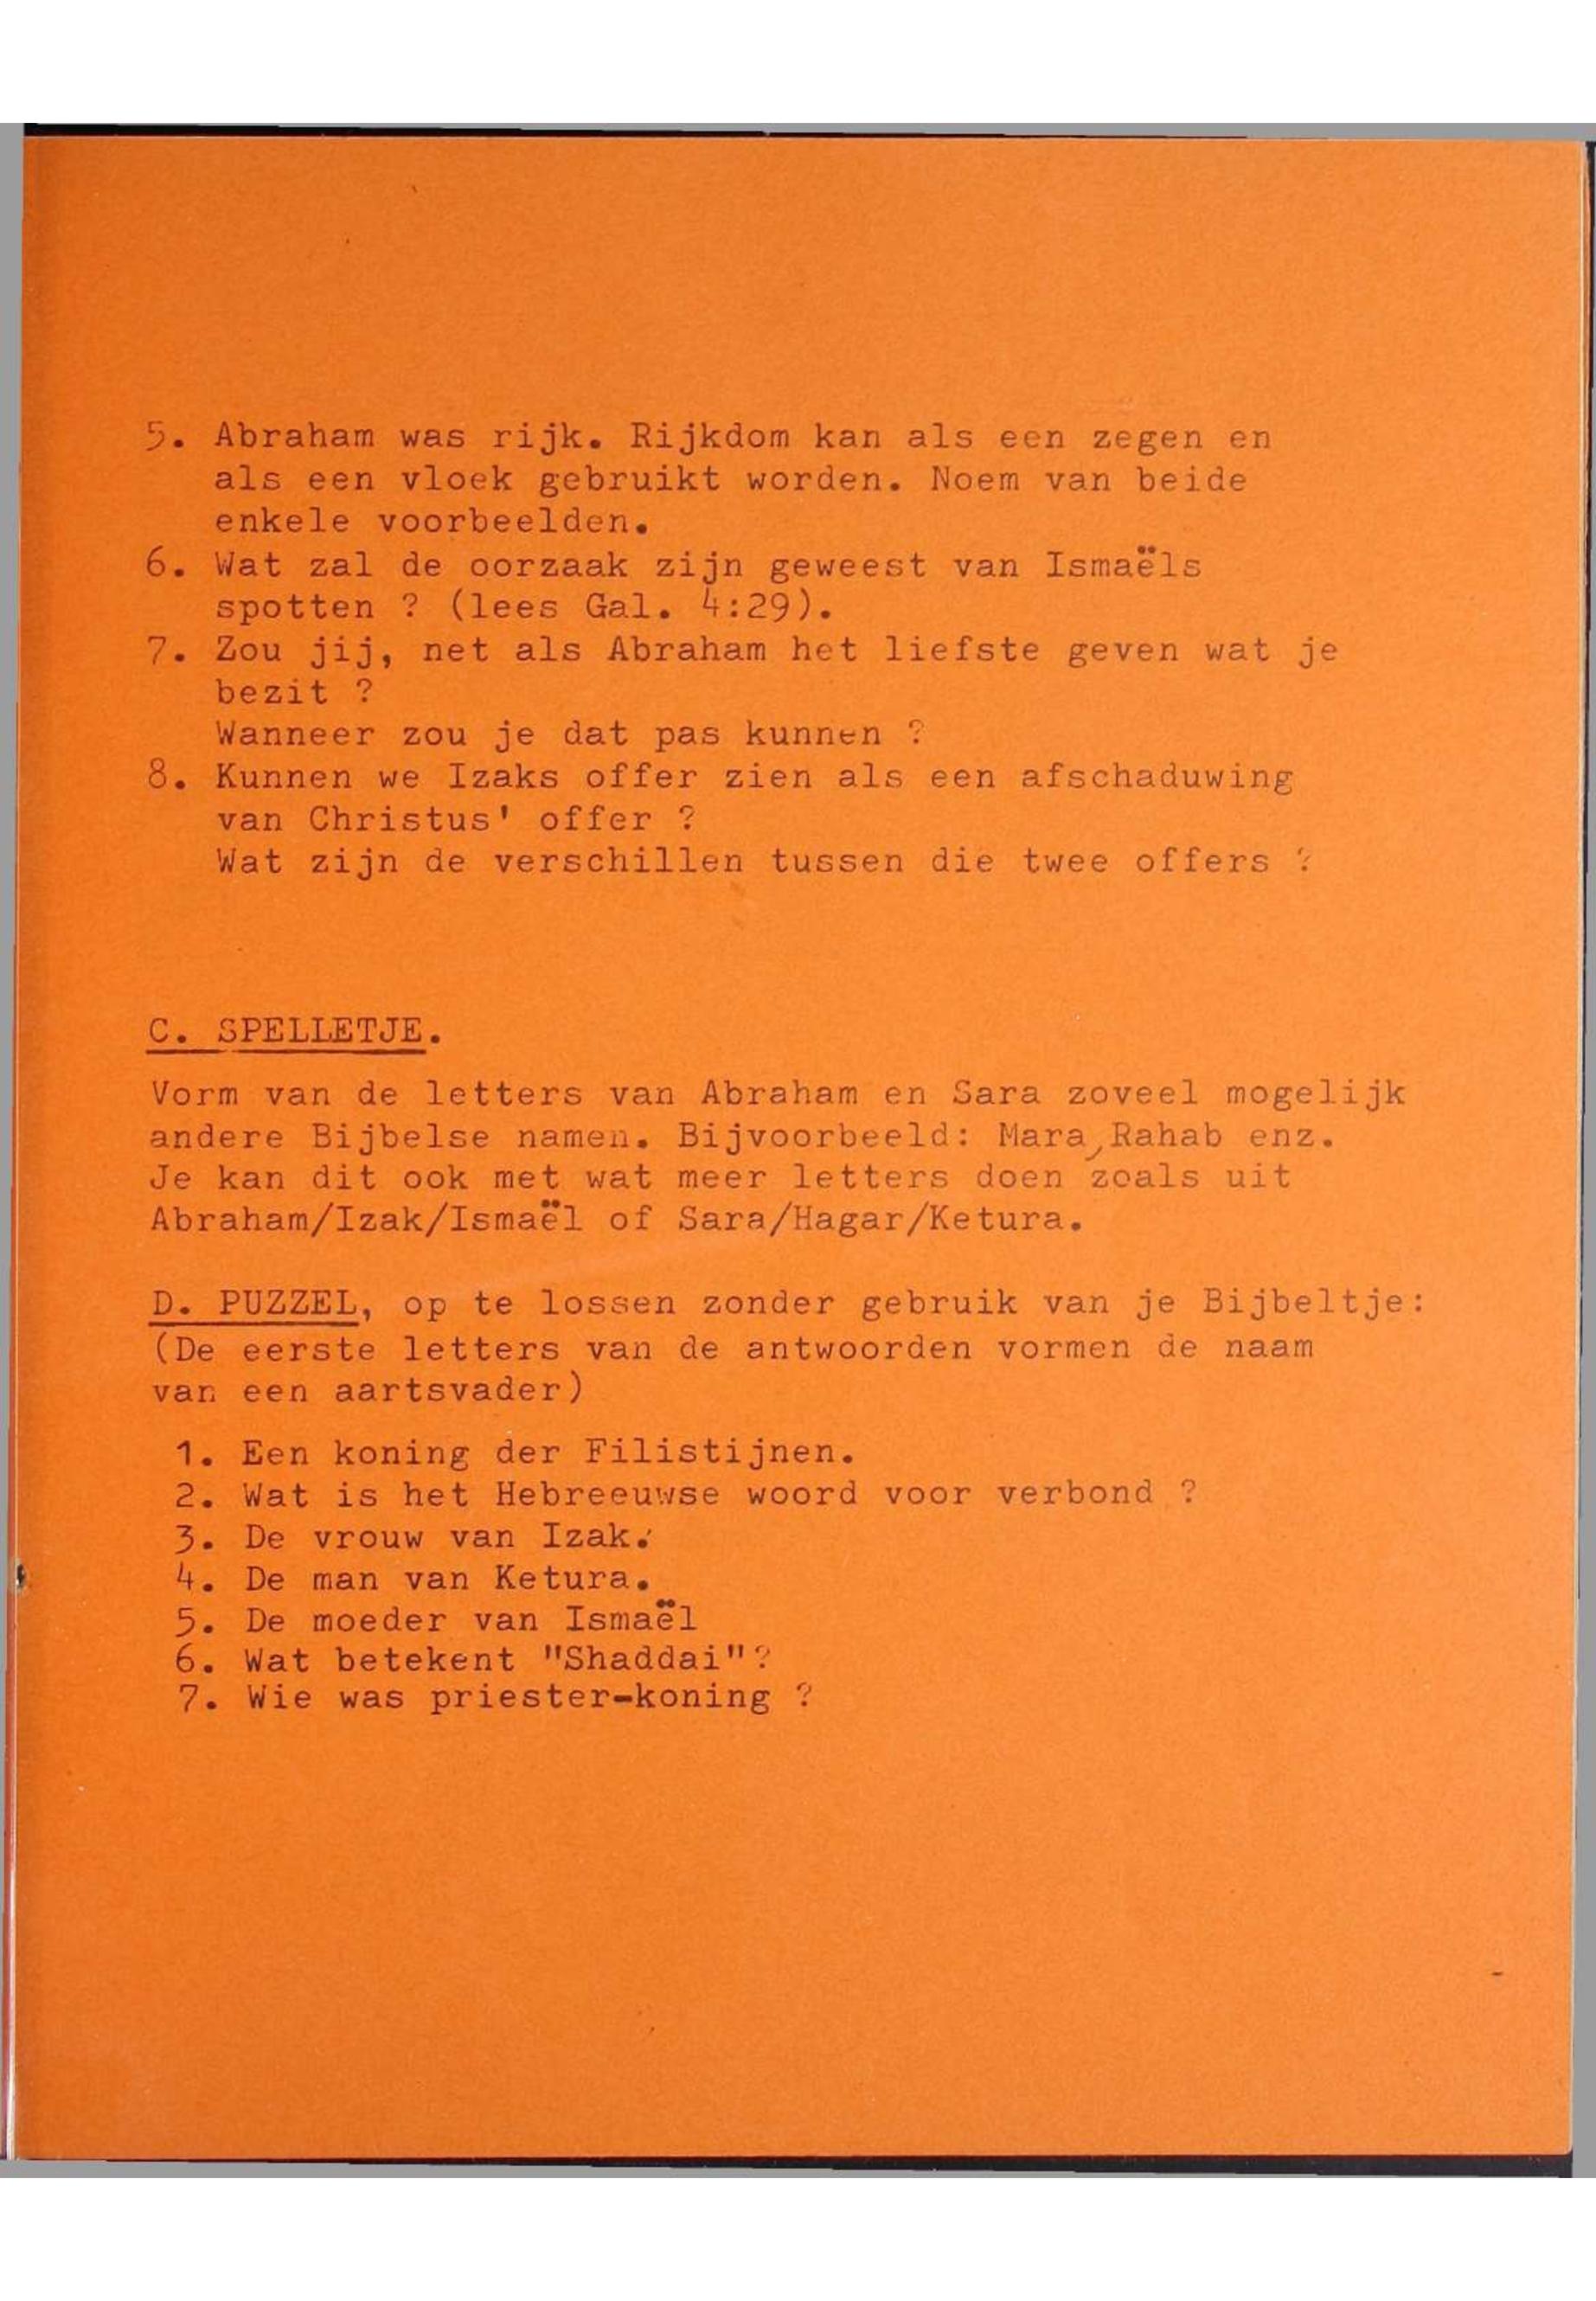 5. Abraham was rijk. Rijkdom kan als een zegen en
als een vloek gebruikt worden. Noem van beide
enkele voorbeelden.
6. Wat zal de oorzaak zijn geweest van Ismaëls
spotten ? (lees Gal. 4:29).
7. Zou jij, net als Abraham het liefste geven wat je
bezit ?
Wanneer zou je dat pas kunnen ?
8. Kunnen we Izaks offer zien als een afschaduwing
van Christus' offer ?
Wat zijn de verschillen tussen die twee offers ?
C. SPELLETJE.
Vorm van de letters van Abraham en Sara zoveel mogelijk
andere Bijbelse namen. Bijvoorbeeld: Mara, Rahab enz.
Je kan dit ook met wat meer letters doen zoals uit
Abraham/Izak/Ismaël of Sara/Hagar/Ketura.
D. PUZZEL, op te lossen zonder gebruik van je Bijbeltje:
(De eerste letters van de antwoorden vormen de naam
van een aartsvader)
1. Een koning der Filistijnen.
2. Wat is het Hebreeuwse woord voor verbond ?
3. De vrouw van Izak.
4. De man van Ketura.
5. De moeder van Ismaël
6. Wat betekent "Shaddai"?
7. Wie was priester-koning ?